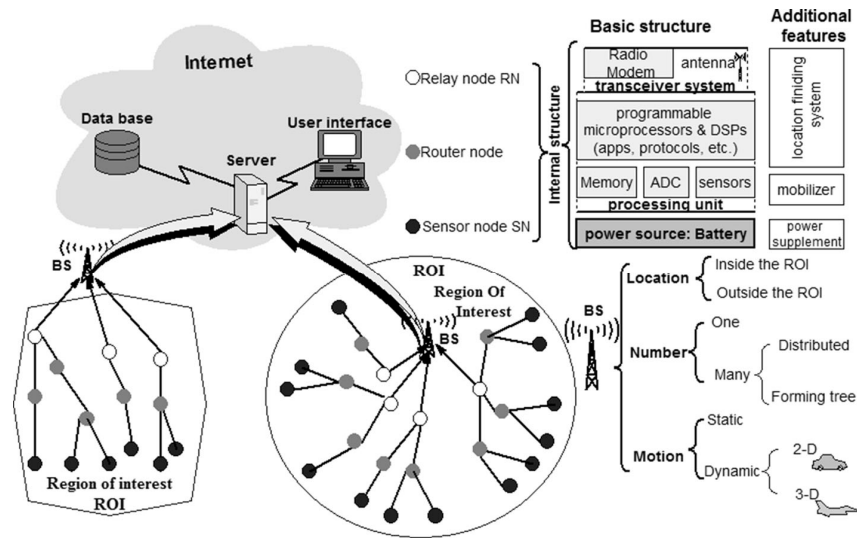 Internet
Data base
Server
User interface
Relay node RN
Router node
Sensor node SN
BS
Region of interest
ROI
ROI
Region Of
Interest
BS
Internal structure
Basic structure
Radio
Modem
antenna
transceiver system
programmable
microprocessors & DSPs
(apps, protocols, etc.)
Memory
ADC
sensors
processing unit
power source: Battery
Additional
features
location finiding
system
mobilizer
power
supplement
BS
Location
Inside the ROI
Outside the ROI
Number
One
Many
Distributed
Forming tree
Motion
Static
Dynamic
2-D
3-D